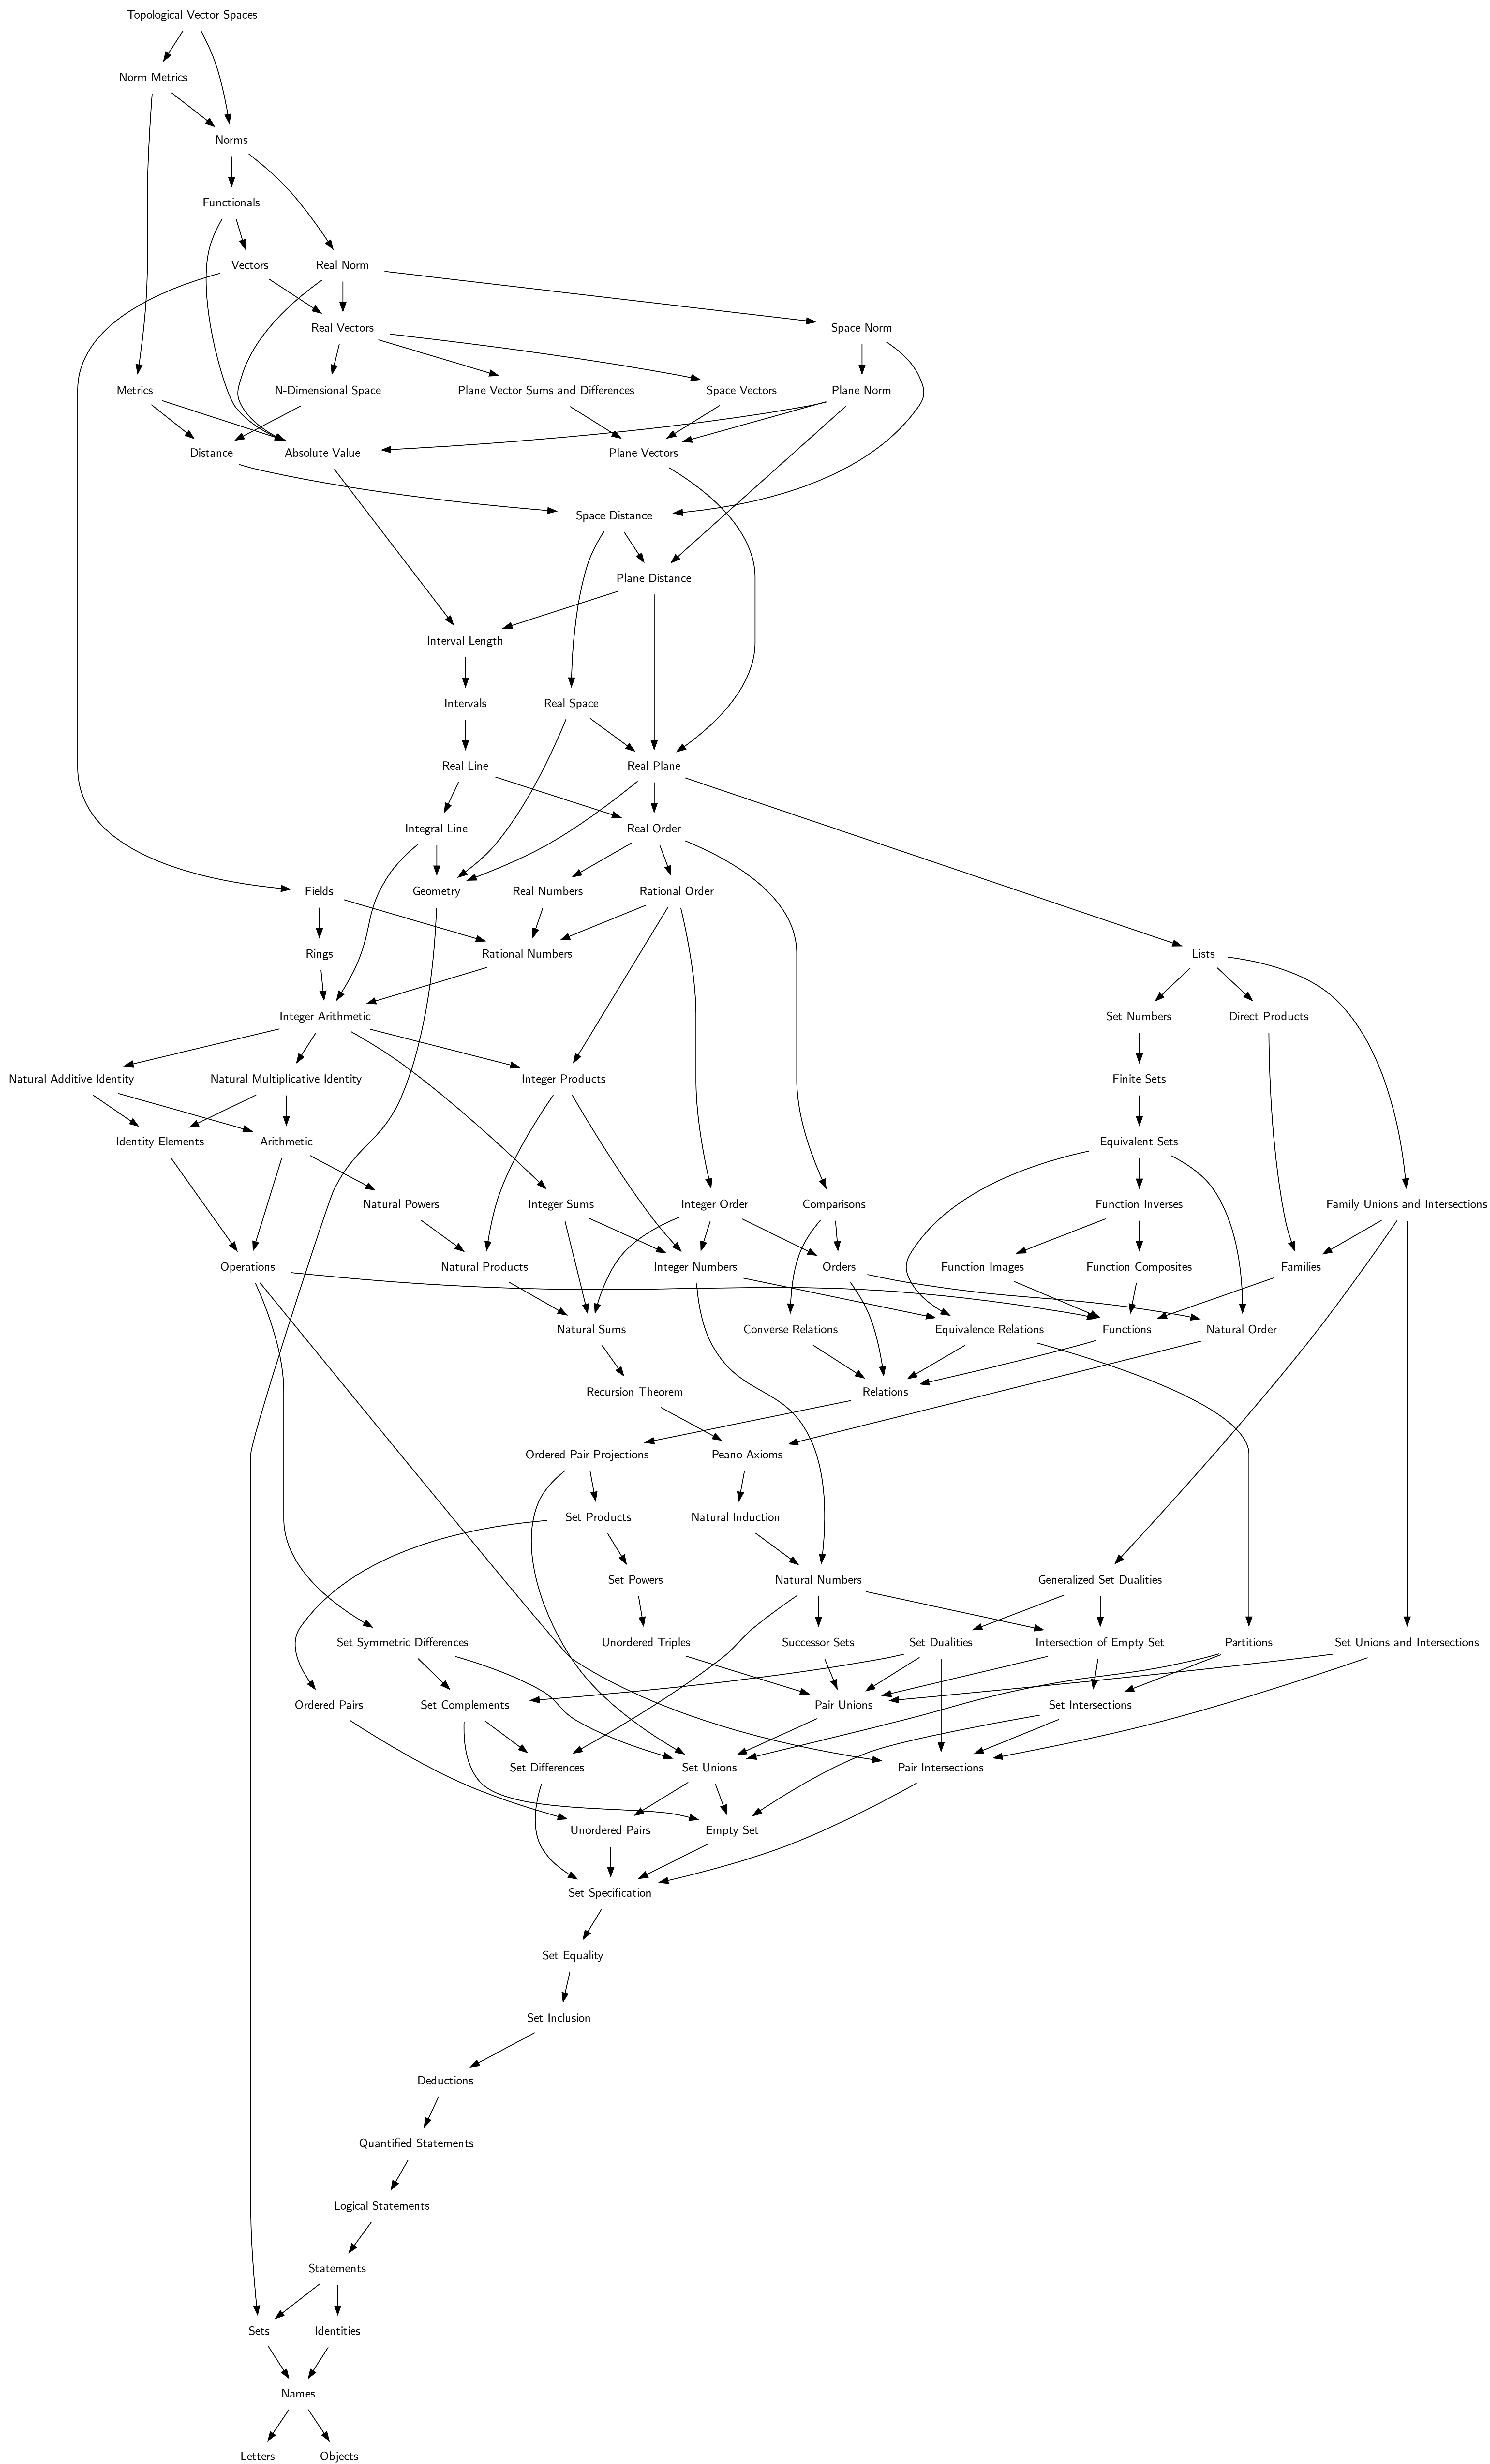 Topological Vector Spaces
Norm Metrics
Norms
Functionals
Vectors
Real Norm
Real Vectors
Space Norm
Metrics
N-Dimensional Space
Plane Vector Sums and Differences
Space Vectors
Plane Norm
Distance
Absolute Value
Plane Vectors
Space Distance
Plane Distance
Interval Length
Intervals
Real Space
Real Line
Real Plane
Integral Line
Real Order
Fields
Geometry
Real Numbers
Rational Order
Rings
Rational Numbers
Lists
Integer Arithmetic
Set Numbers
Direct Products
Natural Additive Identity
Natural Multiplicative Identity
Integer Products
Finite Sets
Identity Elements
Arithmetic
Equivalent Sets
Natural Powers
Integer Sums
Integer Order
Comparisons
Function Inverses
Family Unions and Intersections
Operations
Natural Products
Integer Numbers
Orders
Function Images
Function Composites
Families
Natural Sums
Converse Relations
Equivalence Relations
Functions
Natural Order
Recursion Theorem
Relations
Ordered Pair Projections
Peano Axioms
Set Products
Natural Induction
Set Powers
Natural Numbers
Generalized Set Dualities
Set Symmetric Differences
Unordered Triples
Successor Sets
Set Dualities
Intersection of Empty Set
Partitions
Set Unions and Intersections
Ordered Pairs
Set Complements
Pair Unions
Set Intersections
Set Differences
Set Unions
Pair Intersections
Unordered Pairs
Empty Set
Set Specification
Set Equality
Set Inclusion
Deductions
Quantified Statements
Logical Statements
Statements
Sets
Identities
Names
Letters
Objects